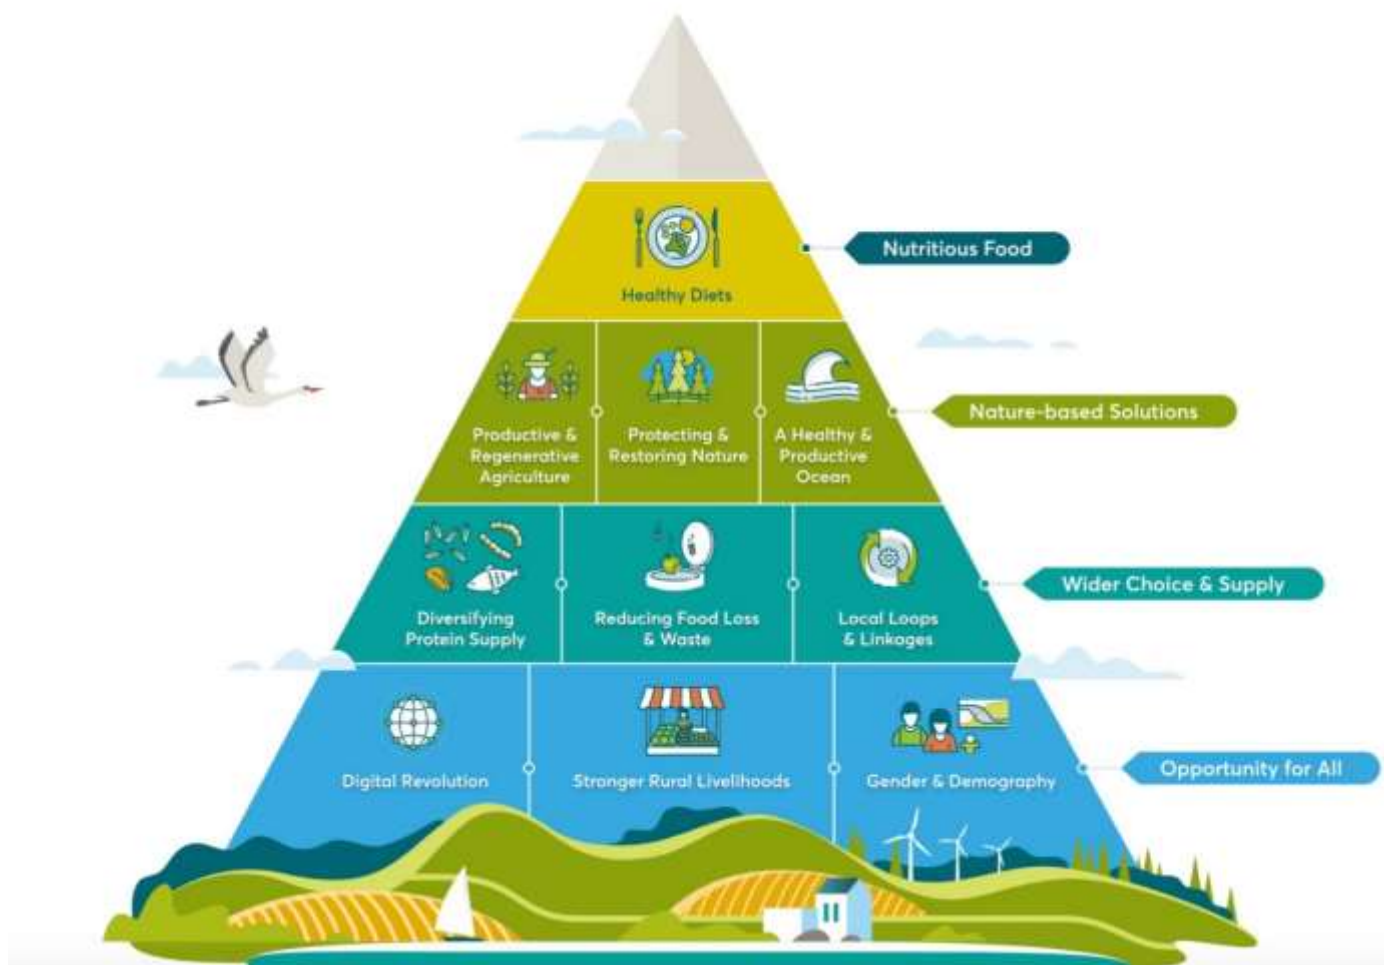 Healthy Diets
Nutritious Food
Productive &
Regenerative
Agriculture
Protecting &
Restoring Nature
A Healthy &
Productive
Ocean
Nature-based Solutions
Diversifying
Protein Supply
Reducing Food Loss
& Waste
Local Loops
& Linkages
Wider Choice & Supply
Digital Revolution
Stronger Rural Livelihoods
Gender & Demography
Opportunity for All